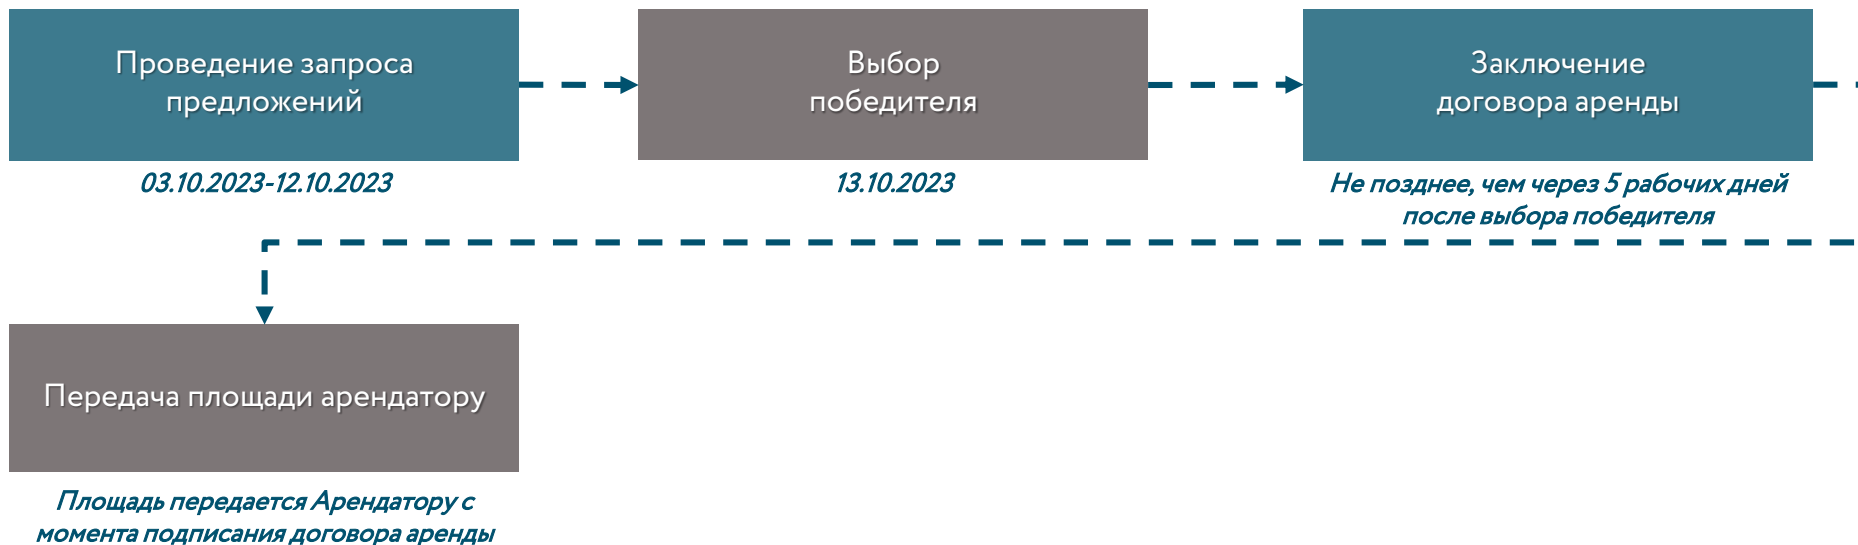 Проведение запроса
предложений
03.10.2023-12.10.2023
Выбор
победителя
13.10.2023
Заключение
договора аренды
Не позднее, чем через 5 рабочих дней
после выбора победителя
Передача площади арендатору
Площадь передается Арендатору с
момента подписания договора аренды